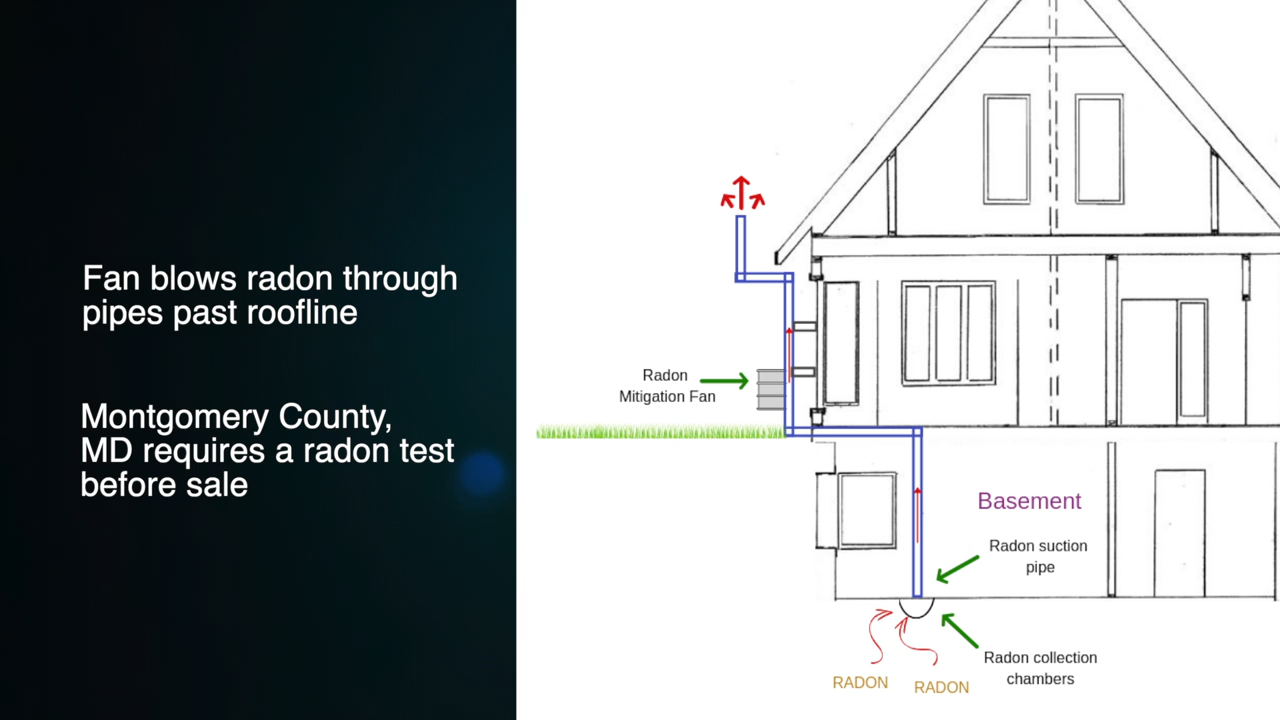 Fan blows radon through
pipes past roofline
Montgomery County,
MD requires a radon test
before sale
Radon
Mitigation Fan
Basement
Radon suction
pipe
Radon collection
chambers
RADON
RADON